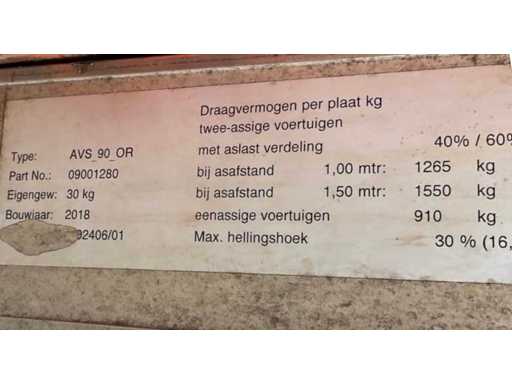 Draagvermogen per plaat kg
twee-assige voertuigen
met aslast verdeling 40% / 60%
Type: AVS_90_OR
bij asafstand 1,00 mtr: 1265 kg
Part No.: 09001280
bij asafstand 1,50 mtr: 1550 kg
Eigengew: 30 kg
eenassige voertuigen 910 kg
Bouwjaar: 2018
Max. hellingshoek 30 % (16,
92406/01